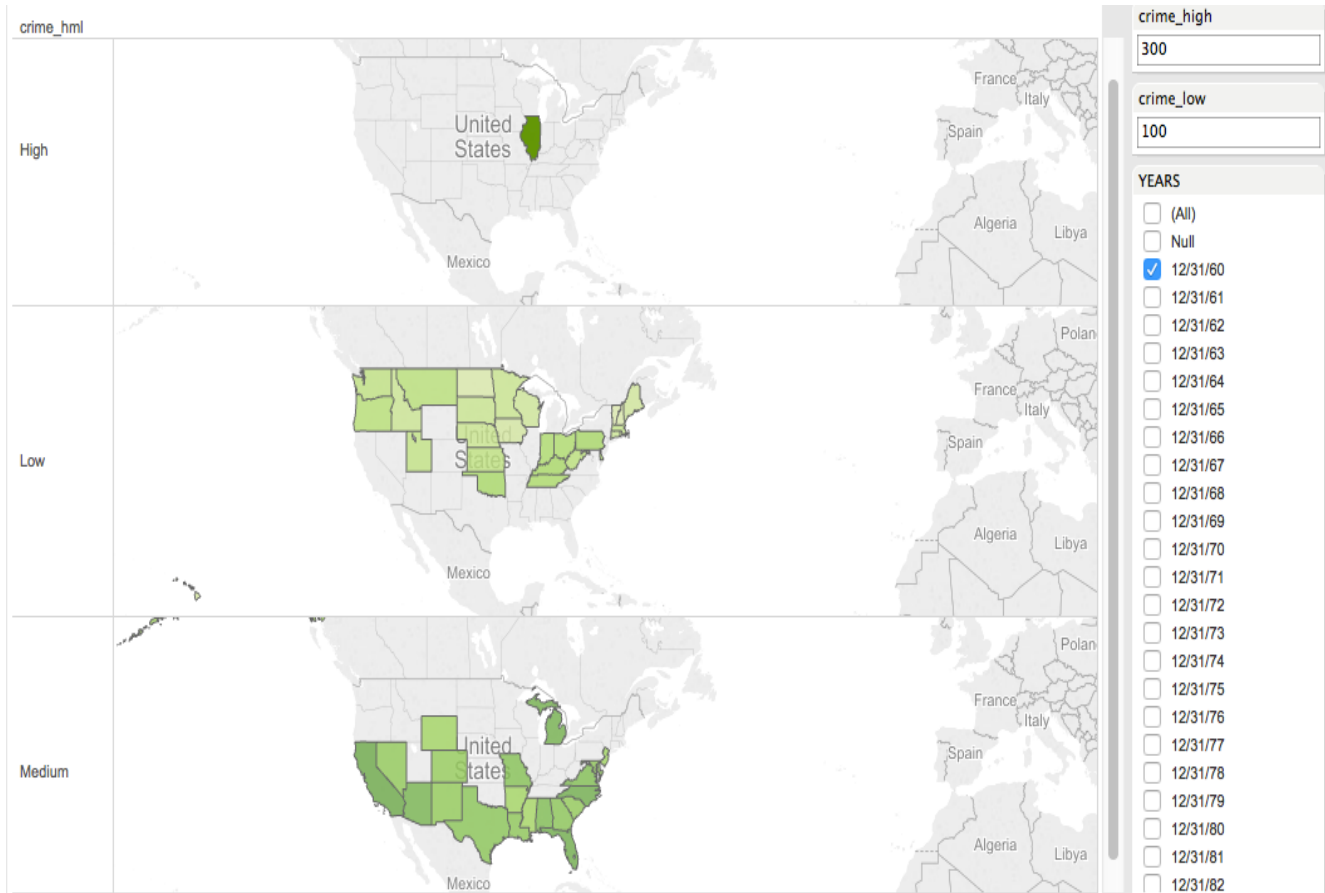 crime_hml
High
United
States
Mexico
France
Italy
Spain
Algeria
Libya
Low
United
States
Mexico
Polan
France
Italy
Spain
Algeria
Libya
Medium
United
States
Mexico
Polan
France
Italy
Spain
Algeria
Libya
crime_high
300
crime_low
100
YEARS
(All)
Null
12/31/60
12/31/61
12/31/62
12/31/63
12/31/64
12/31/65
12/31/66
12/31/67
12/31/68
12/31/69
12/31/70
12/31/71
12/31/72
12/31/73
12/31/74
12/31/75
12/31/76
12/31/77
12/31/78
12/31/79
12/31/80
12/31/81
12/31/82